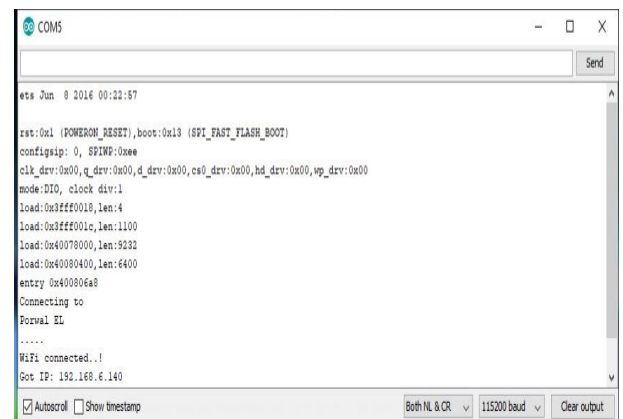 COM5
Send
ets Jun  8 2016 00:22:57
rst:0x1 (POWERON_RESET),boot:0x13 (SPI_FAST_FLASH_BOOT)
configsip: 0, SPIWP:0xee
clk_drv:0x00,q_drv:0x00,d_drv:0x00,cs0_drv:0x00,hd_drv:0x00,wp_drv:0x00
mode:DIO, clock div:1
load:0x3fff0018,len:4
load:0x3fff001c,len:1100
load:0x40078000,len:9232
load:0x40080400,len:6400
entry 0x400806a8
Connecting to
Porwal EL
.....
WiFi connected..!
Got IP: 192.168.6.140
Autoscroll Show timestamp Both NL & CR 115200 baud Clear output